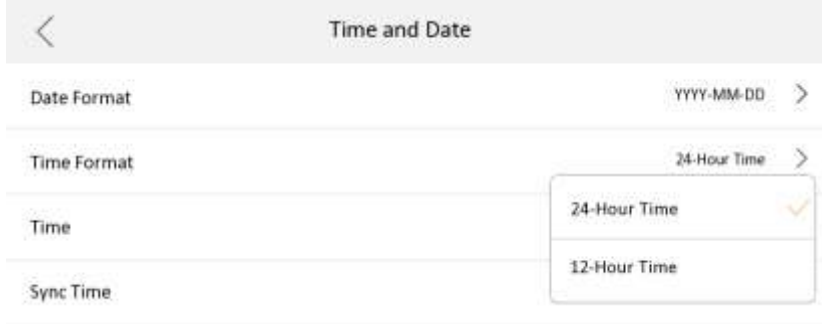 Time and Date
Date Format YYYY-MM-DD
Time Format 24-Hour Time
24-Hour Time
Time
12-Hour Time
Sync Time